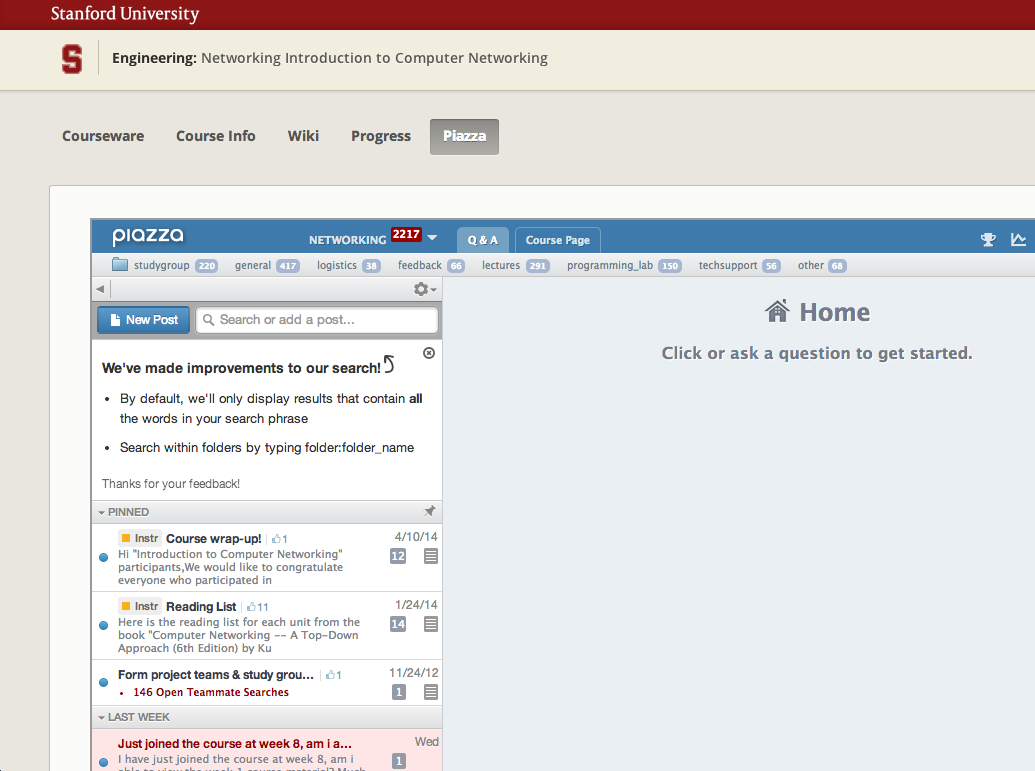 Stanford University
S
Engineering: Networking Introduction to Computer Networking
Courseware Course Info Wiki Progress Piazza
piazza NETWORKING 2217 Q & A Course Page
studygroup 220 general 417 logistics 38 feedback 66 lectures 291 programming_lab 150 techsupport 56 other 68
New Post Search or add a post...
We've made improvements to our search!
• By default, we'll only display results that contain all
the words in your search phrase
• Search within folders by typing folder:folder_name
Thanks for your feedback!
PINNED
Instr Course wrap-up! 1 4/10/14
Hi "Introduction to Computer Networking" 12
participants,We would like to congratulate
everyone who participated in
Instr Reading List 11 1/24/14
Here is the reading list for each unit from the 14
book "Computer Networking -- A Top-Down
Approach (6th Edition) by Ku
Form project teams & study grou... 1 11/24/12
• 146 Open Teammate Searches 1
LAST WEEK
Just joined the course at week 8, am i a... Wed
I have just joined the course at week 8, am i 1
able to view the week 1 course material? Much
Home
Click or ask a question to get started.